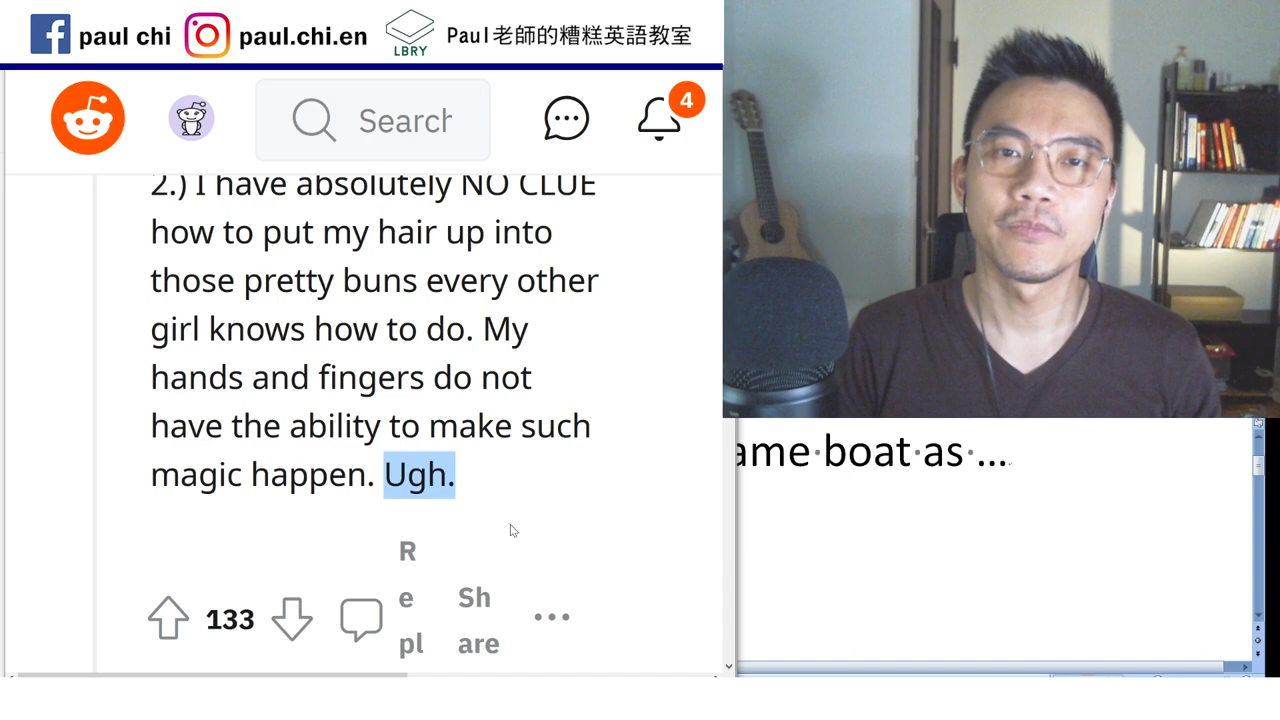 paul chi paul.chi.en LBRY Paul老師的糟糕英語教室
Search 4
2.) I have absolutely NO CLUE
how to put my hair up into
those pretty buns every other
girl knows how to do. My
hands and fingers do not
have the ability to make such
magic happen. Ugh.
133 Repl Share
ame boat as ...